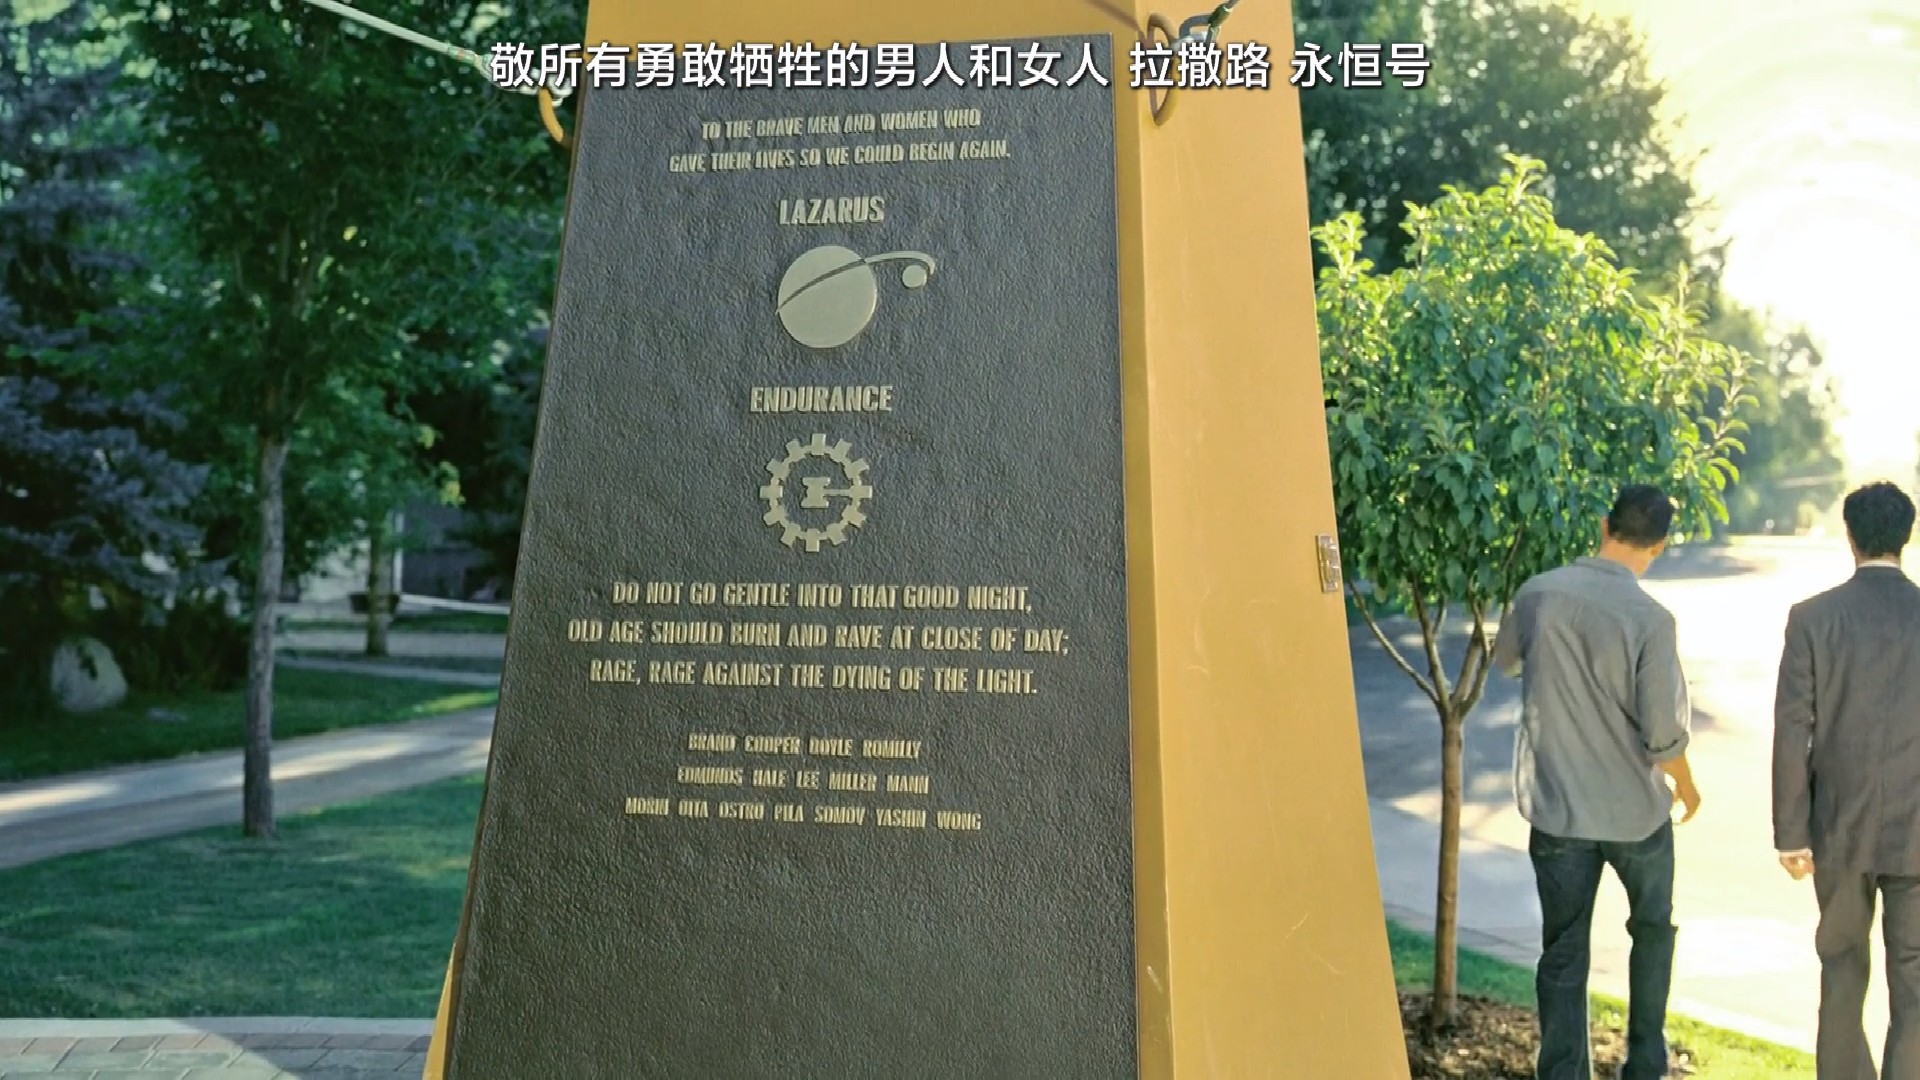 敬所有勇敢牺牲的男人和女人 拉撒路 永恒号
TO THE BRAVE MEN AND WOMEN WHO
GAVE THEIR LIVES SO WE COULD BEGIN AGAIN.
LAZARUS
ENDURANCE
DO NOT GO GENTLE INTO THAT GOOD NIGHT,
OLD AGE SHOULD BURN AND RAVE AT CLOSE OF DAY;
RAGE, RAGE AGAINST THE DYING OF THE LIGHT.
BRAND COOPER DOYLE ROMILLY
EDMUNDS HALE LEE MILLER MANN
MORIN OITA OSTRO PILA SOMOV YASHIN WONG